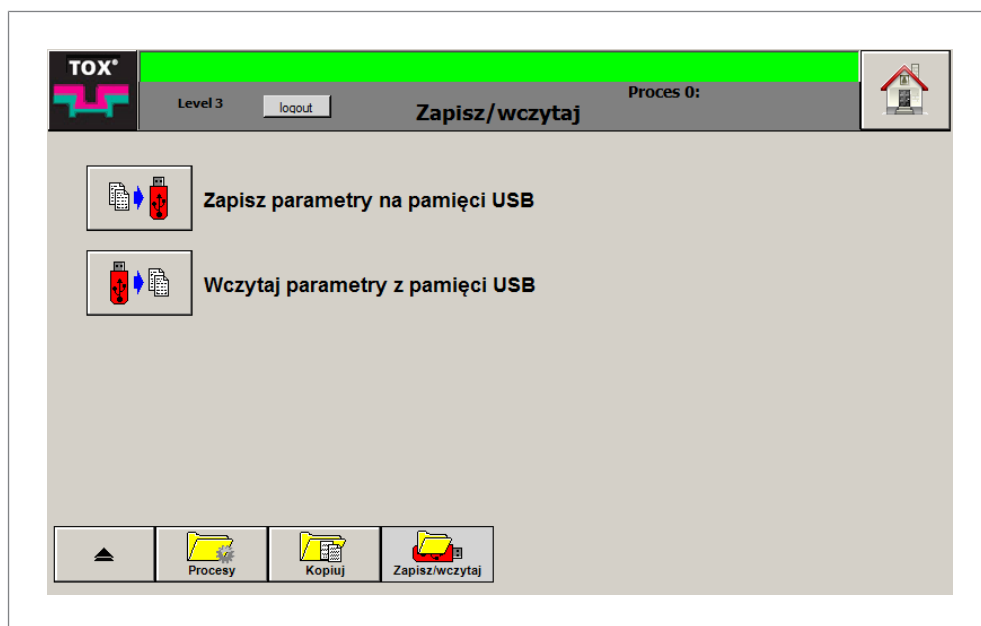 TOX®
Level 3
logout
Zapisz/wczytaj
Proces 0:
Zapisz parametry na pamięci USB
Wczytaj parametry z pamięci USB
Procesy
Kopiuj
Zapisz/wczytaj